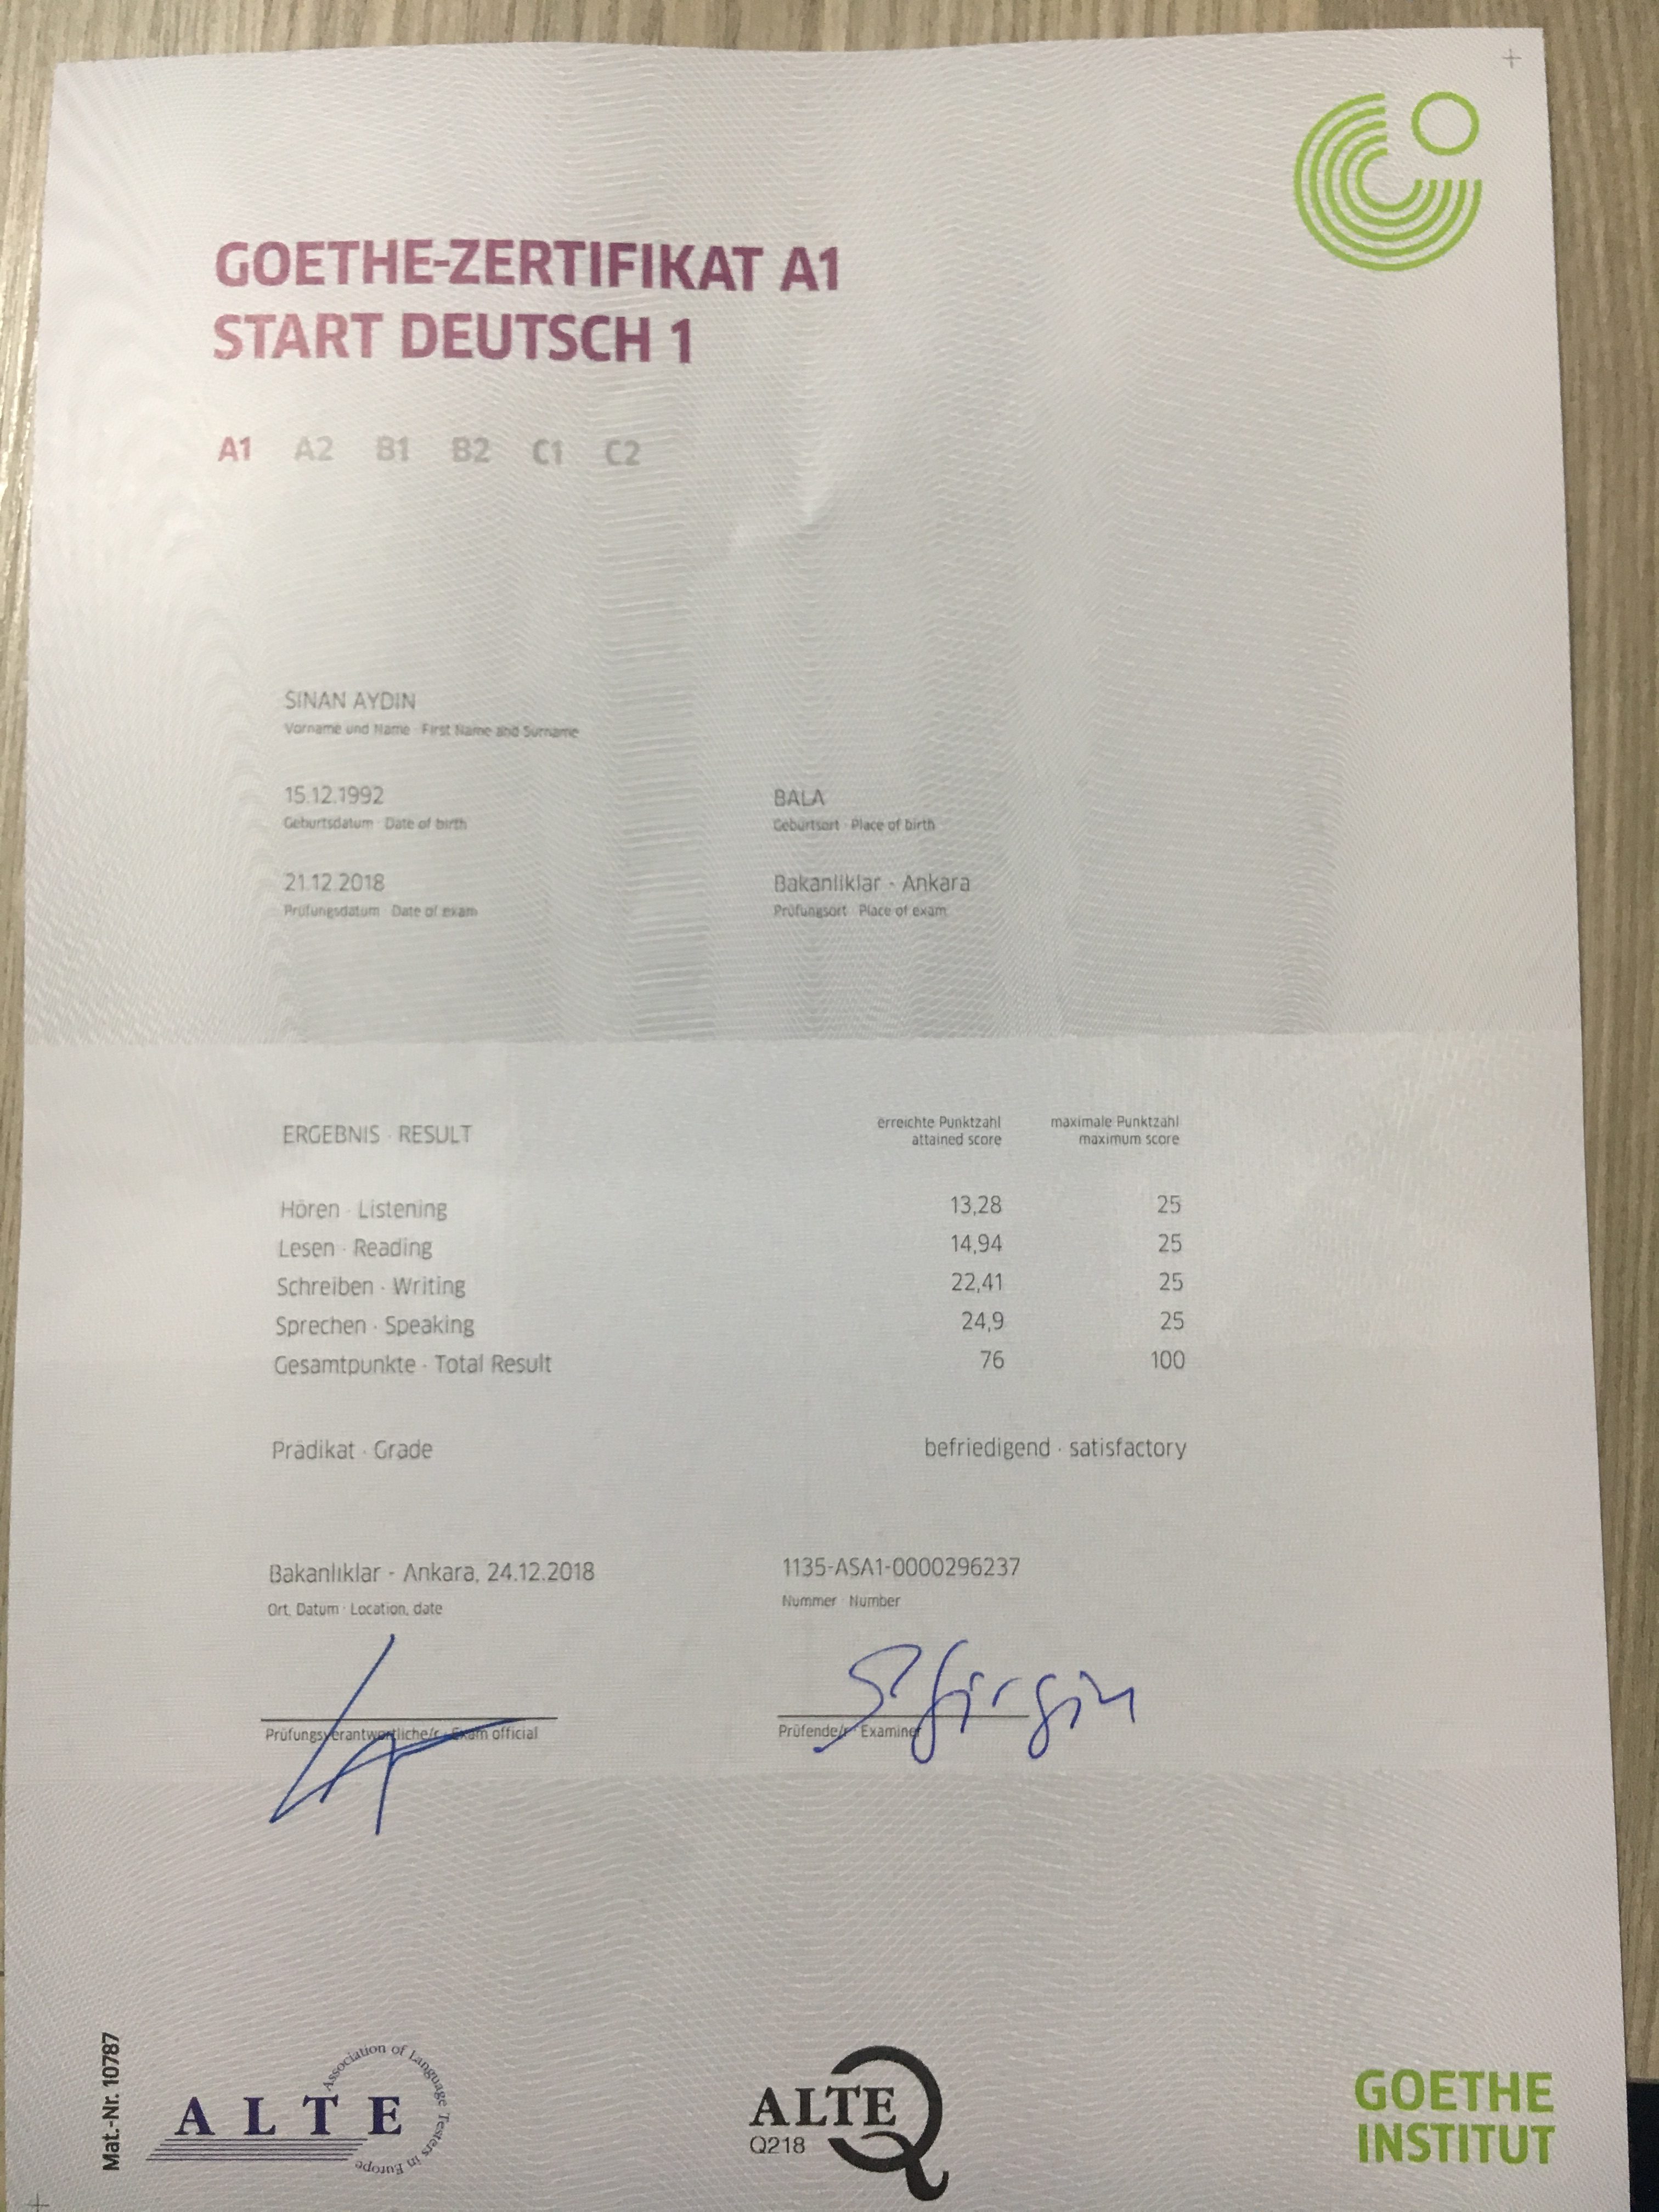 GOETHE-ZERTIFIKAT A1
START DEUTSCH 1
A1 A2 B1 B2 C1 C2
SINAN AYDIN
Vorname und Name · First Name and Surname
15.12.1992 BALA
Geburtsdatum · Date of birth Geburtsort · Place of birth
21.12.2018 Bakanliklar - Ankara
Prüfungsdatum · Date of exam Prüfungsort · Place of exam
erreichte Punktzahl maximale Punktzahl
ERGEBNIS · RESULT attained score maximum score
Hören · Listening 13,28 25
Lesen · Reading 14,94 25
Schreiben · Writing 22,41 25
Sprechen · Speaking 24,9 25
Gesamtpunkte · Total Result 76 100
Prädikat · Grade befriedigend · satisfactory
Bakanlıklar - Ankara, 24.12.2018 1135-ASA1-0000296237
Ort, Datum · Location, date Nummer · Number
Prüfungsverantwortliche/r · Exam official Prüfende/r · Examiner
Mat.-Nr. 10787
ALTE
Association of Language Testers in Europe
ALTE
Q218
GOETHE
INSTITUT